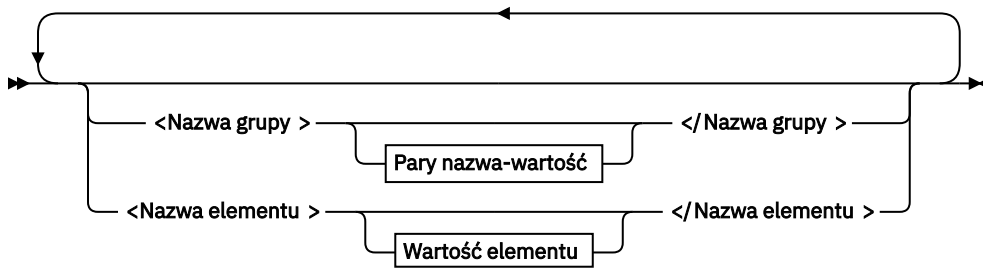 <Nazwa grupy > </Nazwa grupy >
Pary nazwa-wartość
<Nazwa elementu > </Nazwa elementu >
Wartość elementu